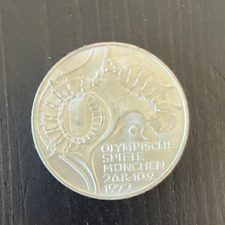 OLYMPISCHE
SPIELE
MÜNCHEN
26.8.-10.9.
1972